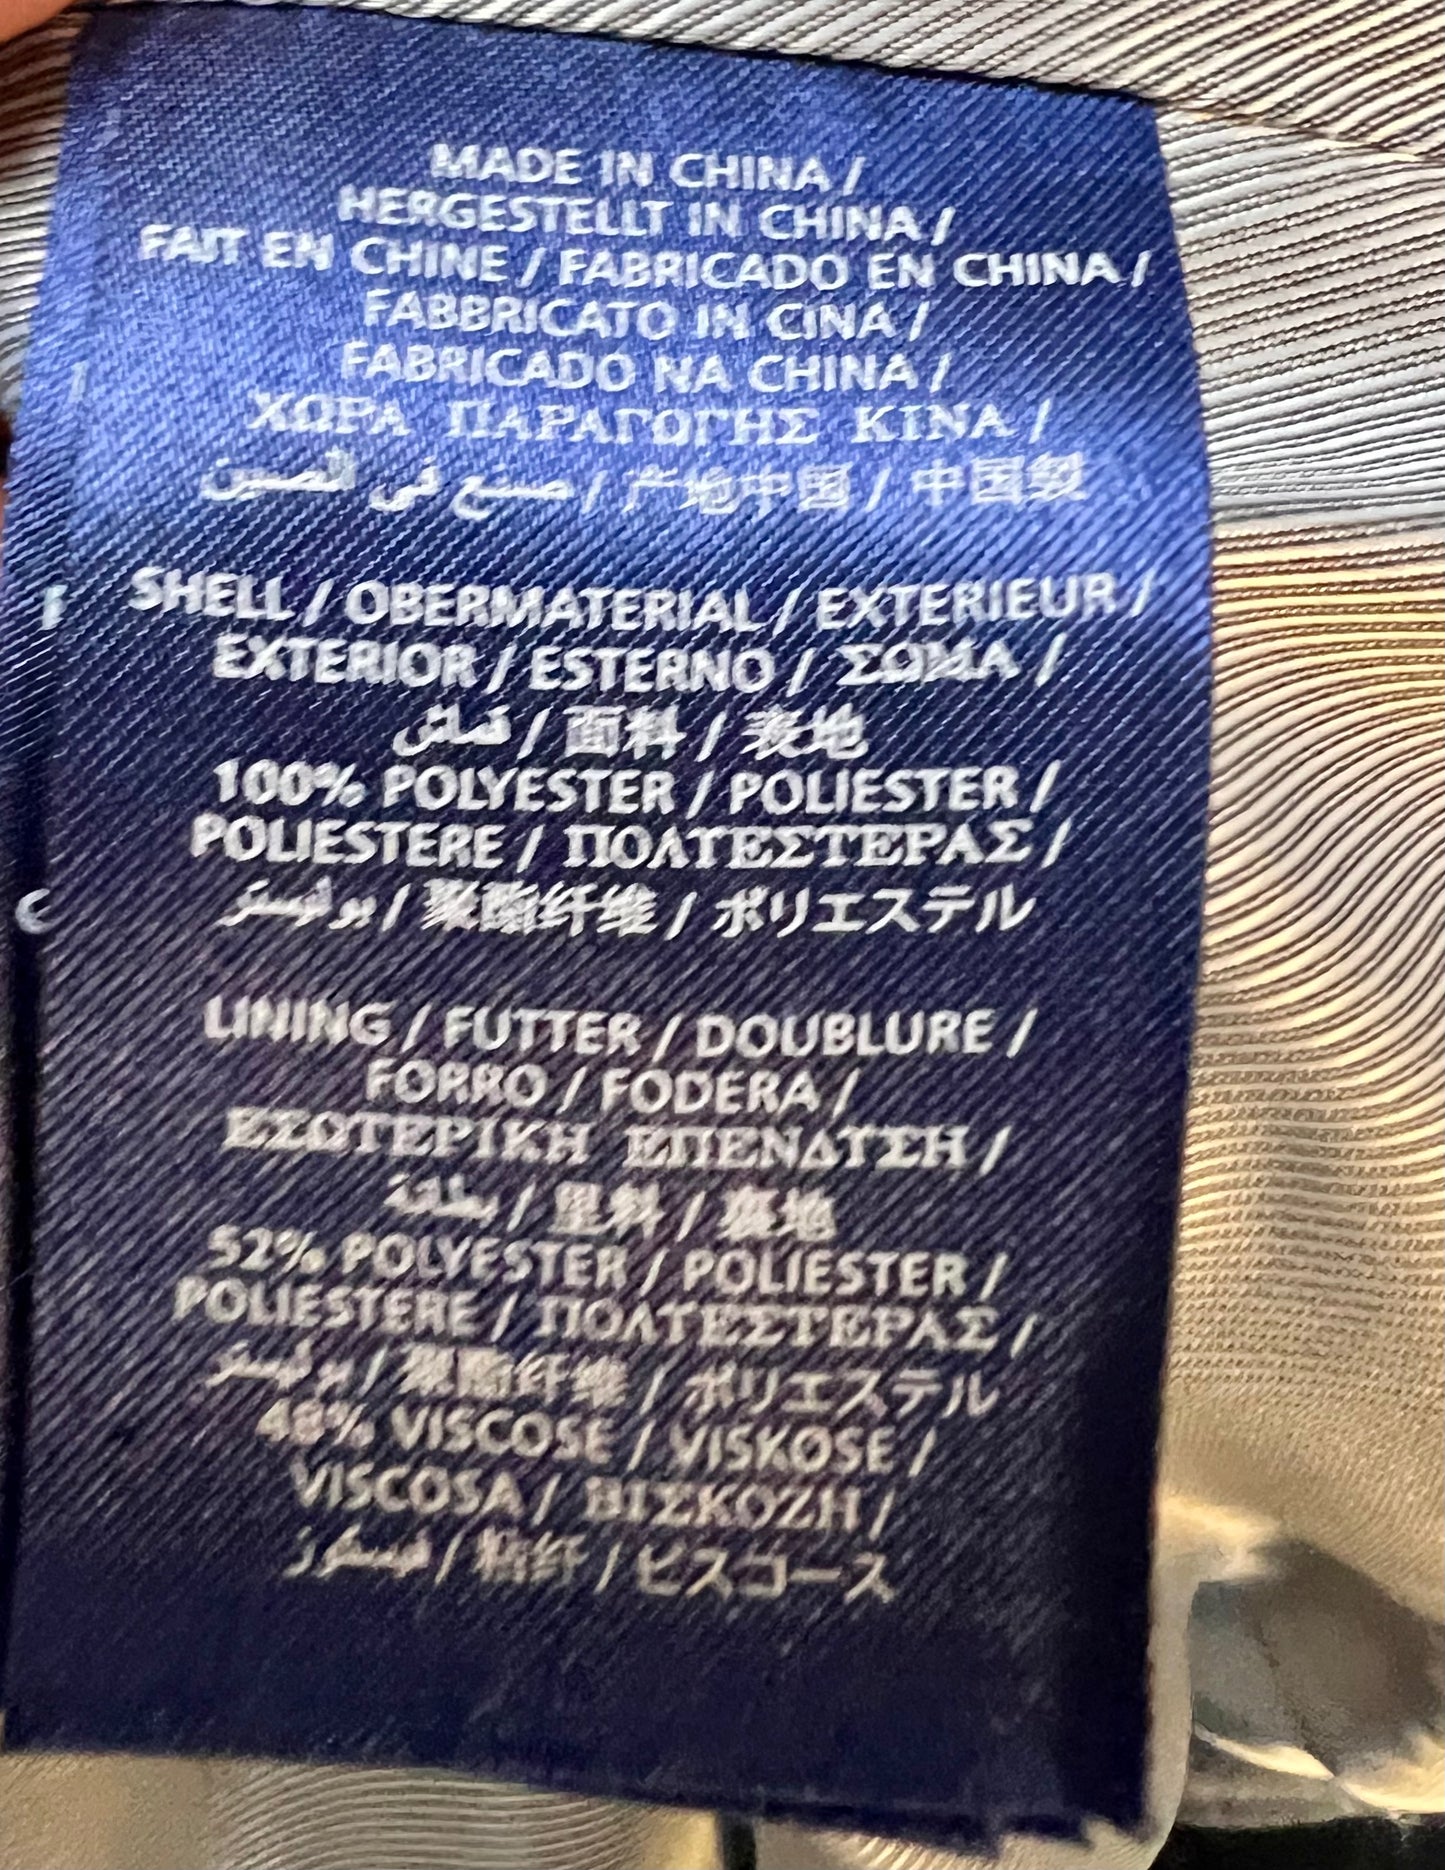 MADE IN CHINA /
HERGESTELLT IN CHINA /
FAIT EN CHINE / FABRICADO EN CHINA /
FABBRICATO IN CINA /
FABRICADO NA CHINA /
ΧΩΡΑ ΠΑΡΑΓΩΓΗΣ ΚΙΝΑ /
صنع في الصين / 产地中国 / 中国製
SHELL / OBERMATERIAL / EXTERIEUR /
EXTERIOR / ESTERNO / ΣΩΜΑ /
قماش / 面料 / 表地
100% POLYESTER / POLIESTER /
POLIESTERE / ΠΟΛΥΕΣΤΕΡΑΣ /
بوليستر / 聚酯纤维 / ポリエステル
LINING / FUTTER / DOUBLURE /
FORRO / FODERA /
ΕΣΩΤΕΡΙΚΗ ΕΠΕΝΔΥΣΗ /
بطانة / 里料 / 裏地
52% POLYESTER / POLIESTER /
POLIESTERE / ΠΟΛΥΕΣΤΕΡΑΣ /
بوليستر / 聚酯纤维 / ポリエステル
48% VISCOSE / VISKOSE /
VISCOSA / ΒΙΣΚΟΖΗ /
فيسكوز / 粘纤 / ビスコース